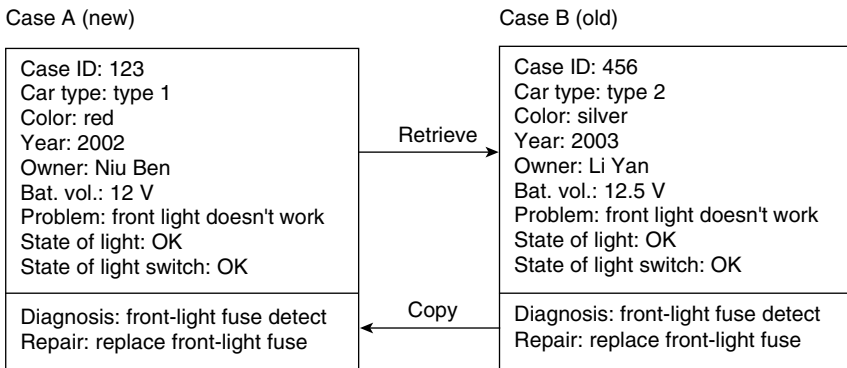 Case A (new)
Case ID: 123
Car type: type 1
Color: red
Year: 2002
Owner: Niu Ben
Bat. vol.: 12 V
Problem: front light doesn't work
State of light: OK
State of light switch: OK
Diagnosis: front-light fuse detect
Repair: replace front-light fuse
Retrieve
Copy
Case B (old)
Case ID: 456
Car type: type 2
Color: silver
Year: 2003
Owner: Li Yan
Bat. vol.: 12.5 V
Problem: front light doesn't work
State of light: OK
State of light switch: OK
Diagnosis: front-light fuse detect
Repair: replace front-light fuse